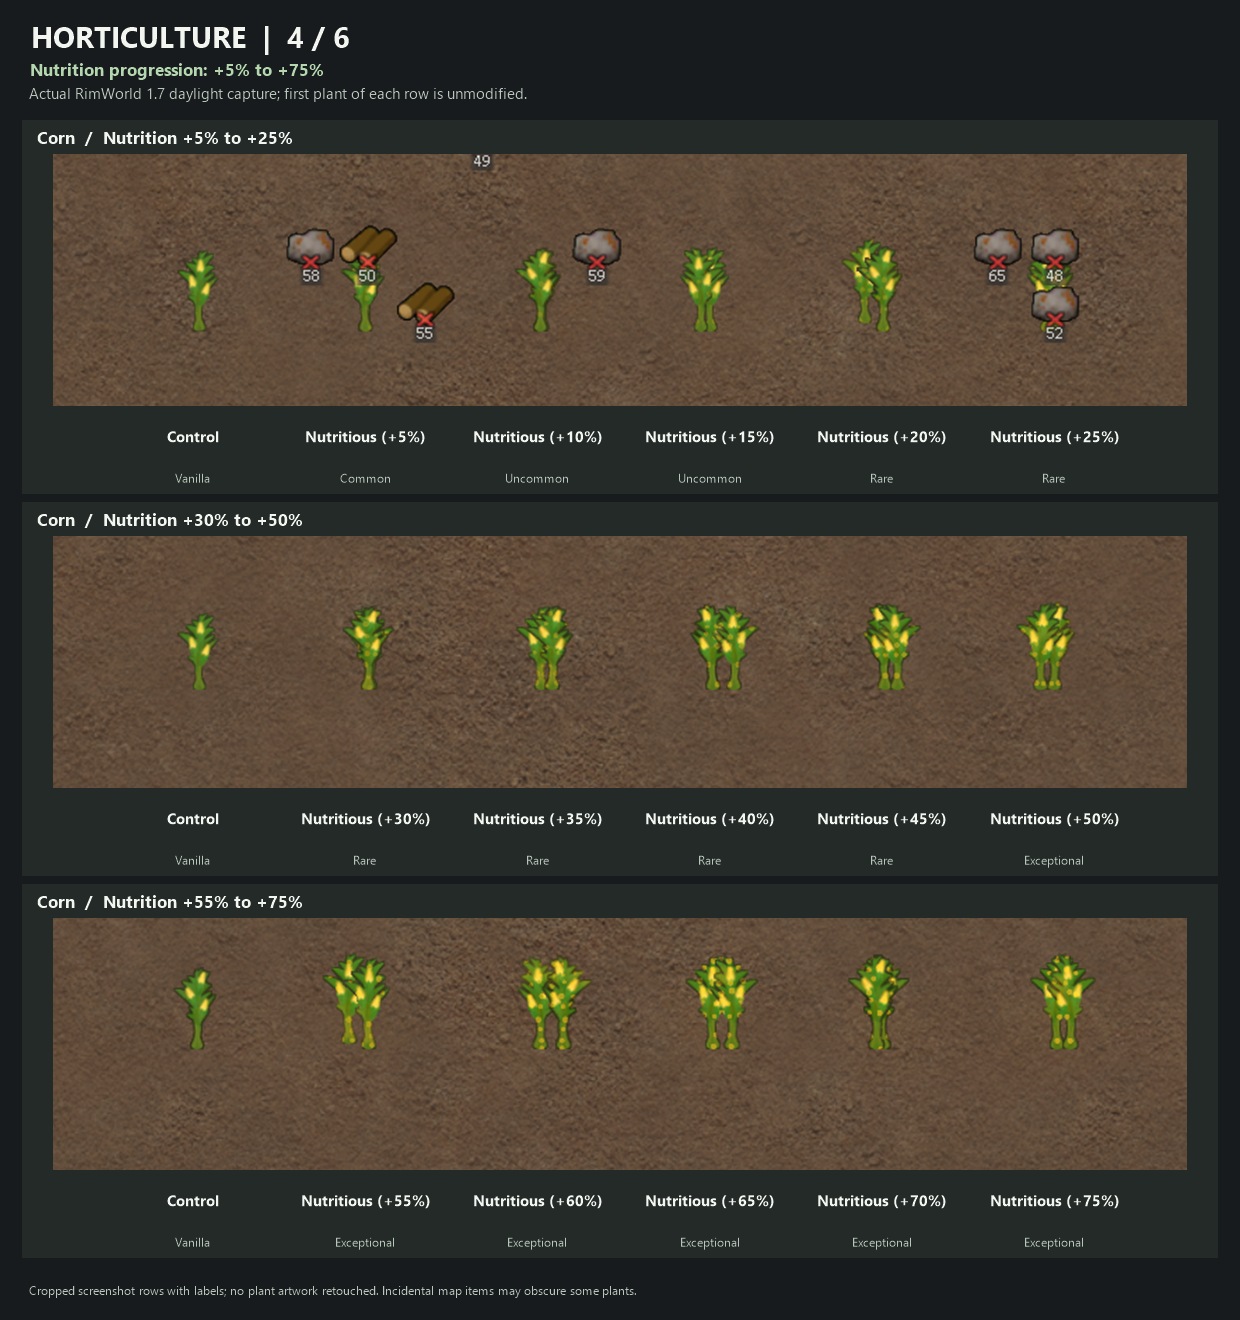 HORTICULTURE | 4 / 6
Nutrition progression: +5% to +75%
Actual RimWorld 1.7 daylight capture; first plant of each row is unmodified.
Corn / Nutrition +5% to +25%
49
58 50 59 65 48
55 52
Control Nutritious (+5%) Nutritious (+10%) Nutritious (+15%) Nutritious (+20%) Nutritious (+25%)
Vanilla Common Uncommon Uncommon Rare Rare
Corn / Nutrition +30% to +50%
Control Nutritious (+30%) Nutritious (+35%) Nutritious (+40%) Nutritious (+45%) Nutritious (+50%)
Vanilla Rare Rare Rare Rare Exceptional
Corn / Nutrition +55% to +75%
Control Nutritious (+55%) Nutritious (+60%) Nutritious (+65%) Nutritious (+70%) Nutritious (+75%)
Vanilla Exceptional Exceptional Exceptional Exceptional Exceptional
Cropped screenshot rows with labels; no plant artwork retouched. Incidental map items may obscure some plants.